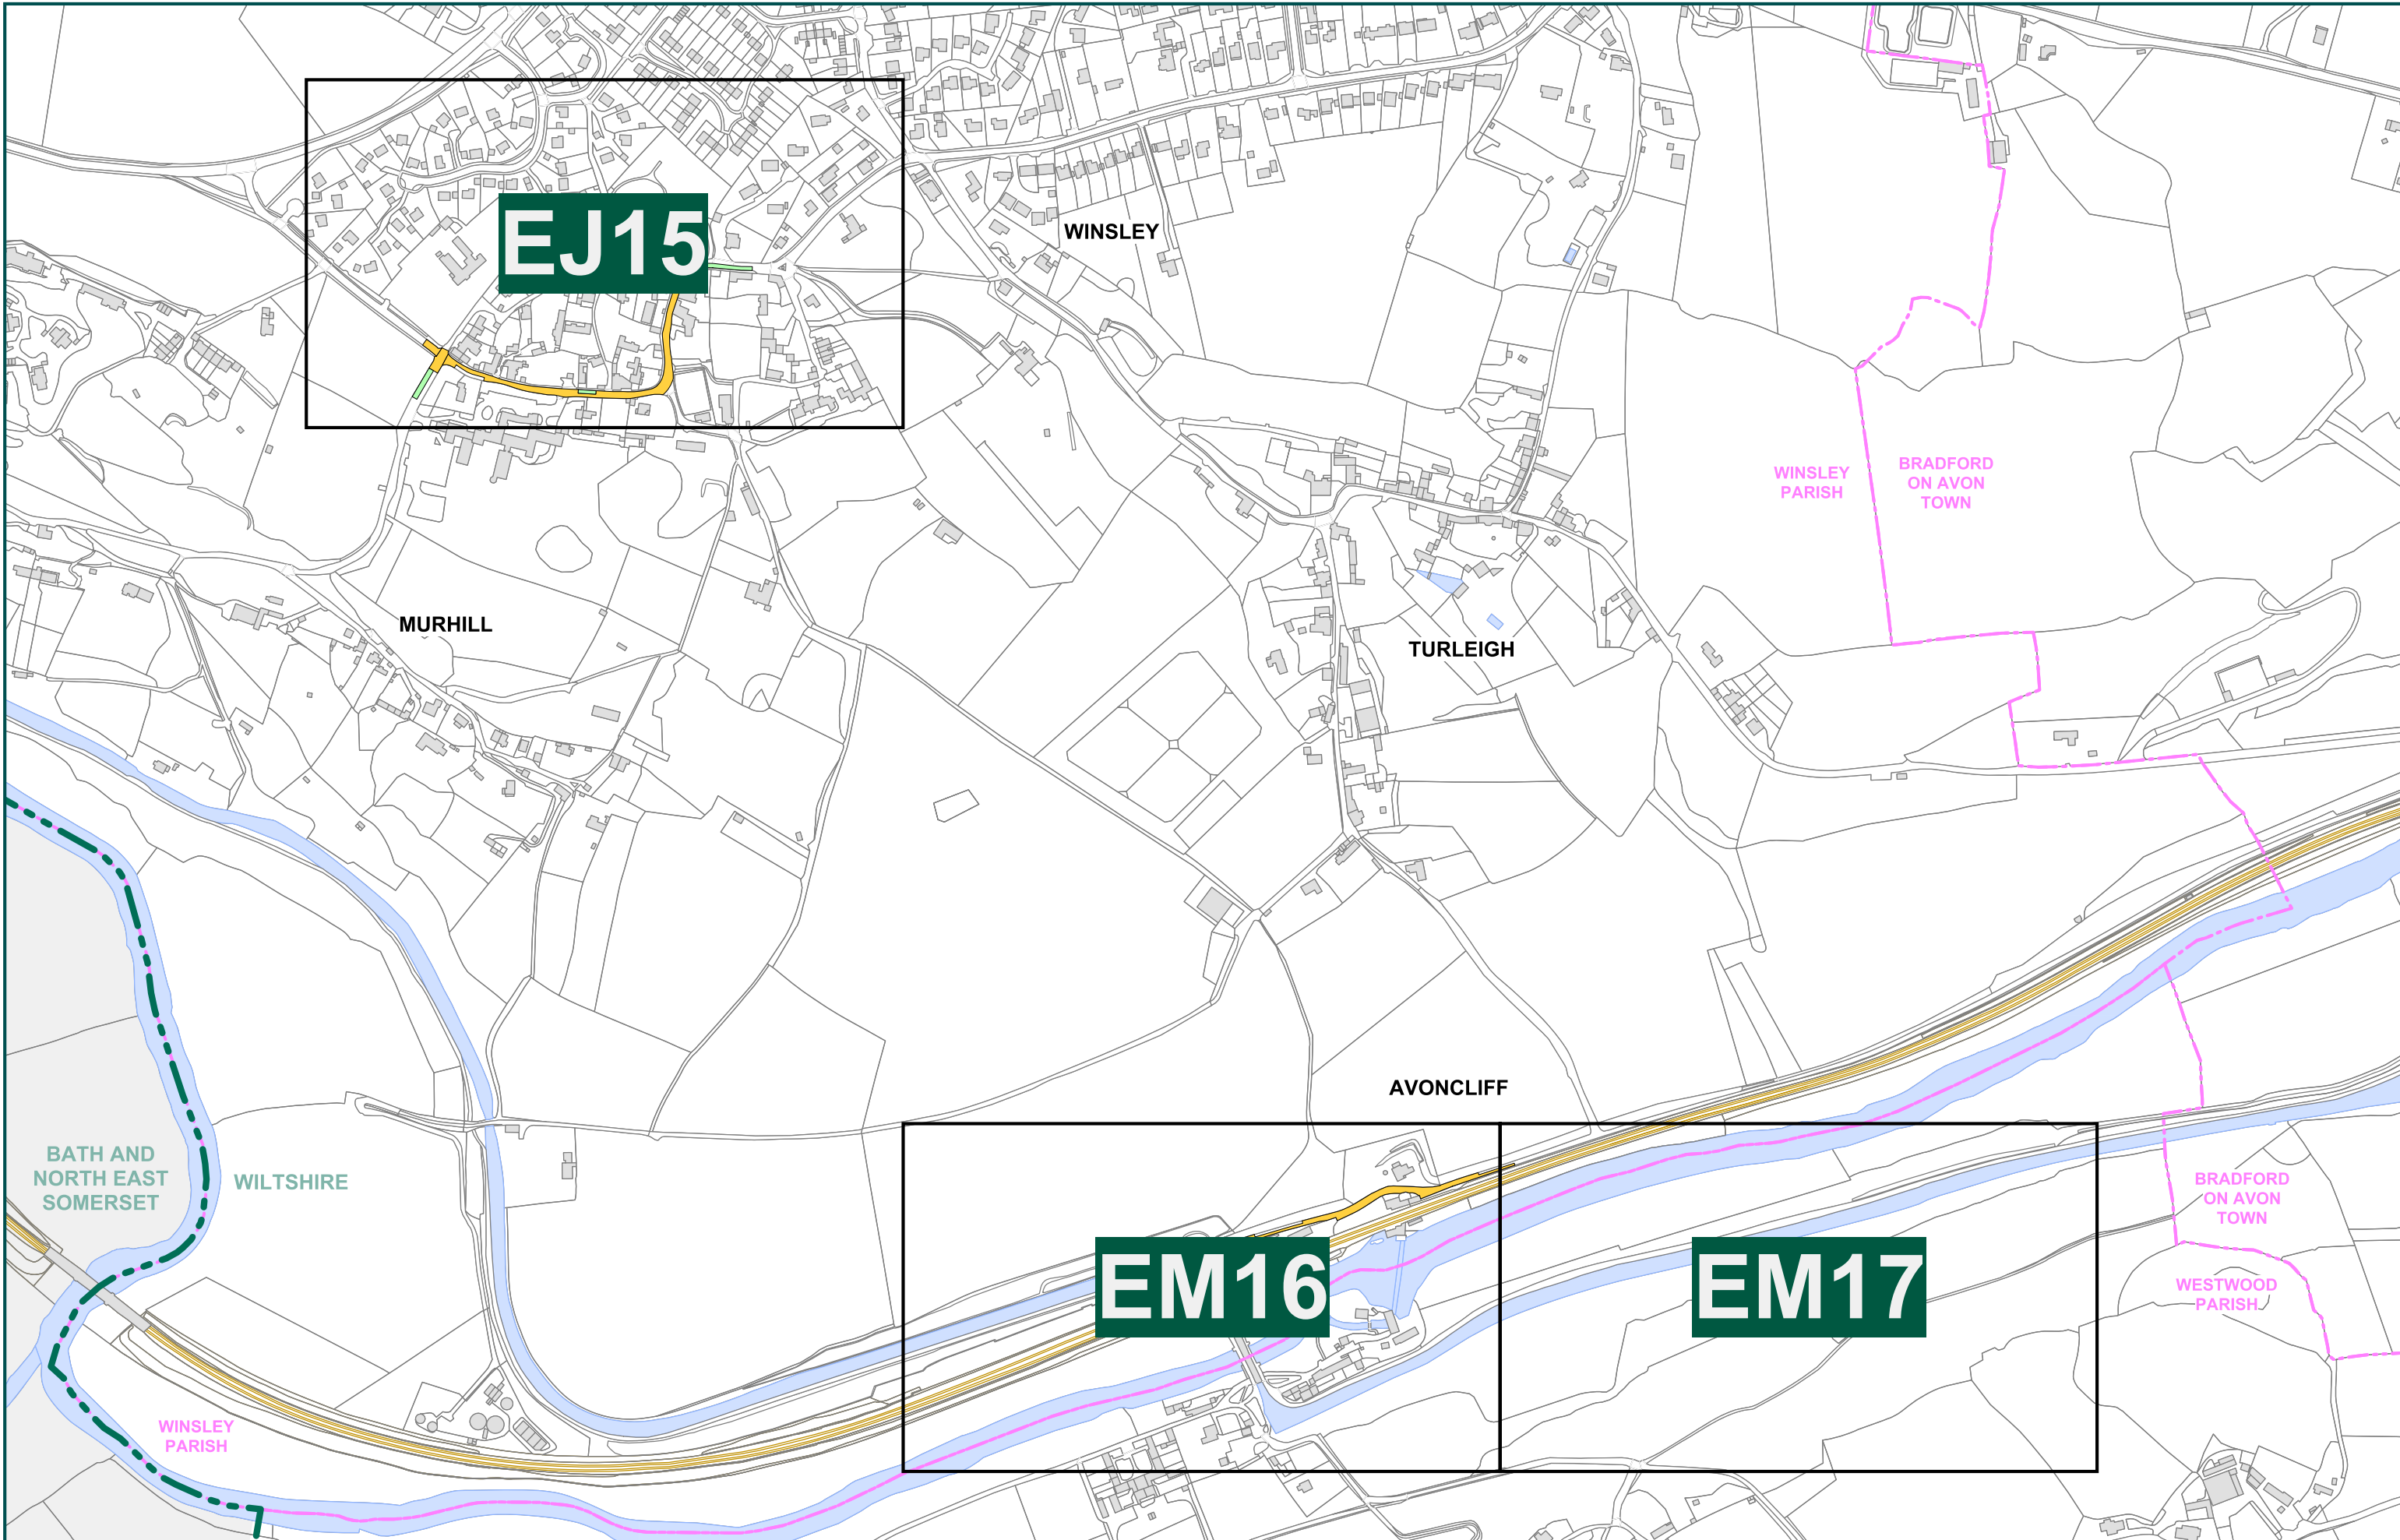 EJ15
WINSLEY
WINSLEY
PARISH
BRADFORD
ON AVON
TOWN
MURHILL
TURLEIGH
AVONCLIFF
BATH AND
NORTH EAST
SOMERSET
WILTSHIRE
BRADFORD
ON AVON
TOWN
EM16
EM17
WESTWOOD
PARISH
WINSLEY
PARISH